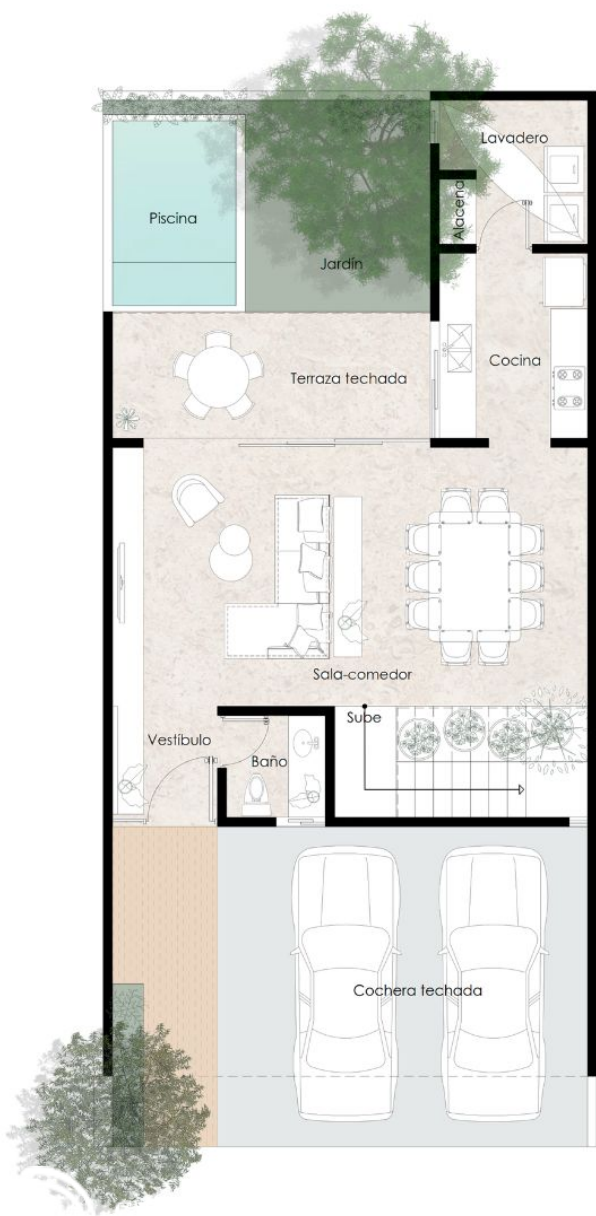 Lavadero
Alacena
Piscina
Jardín
Cocina
Terraza techada
Sala-comedor
Sube
Vestíbulo
Baño
Cochera techada